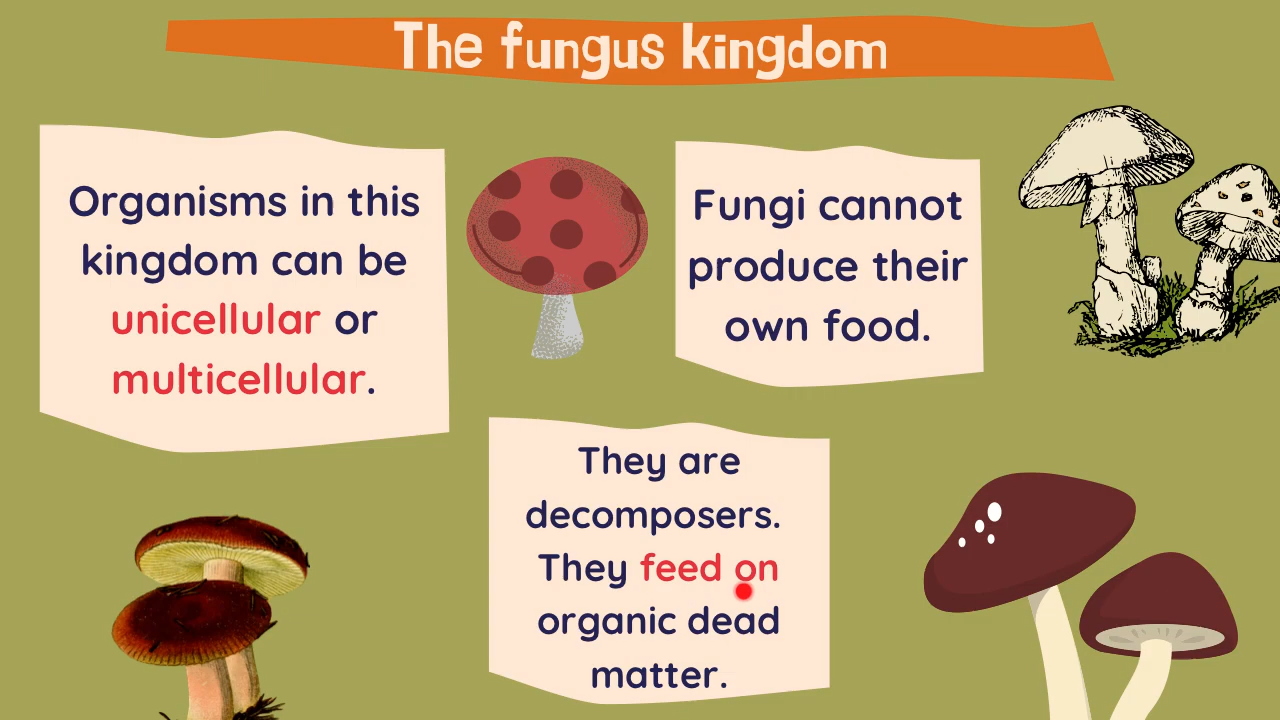 The fungus kingdom
Organisms in this
kingdom can be
unicellular or
multicellular.
Fungi cannot
produce their
own food.
They are
decomposers.
They feed on
organic dead
matter.